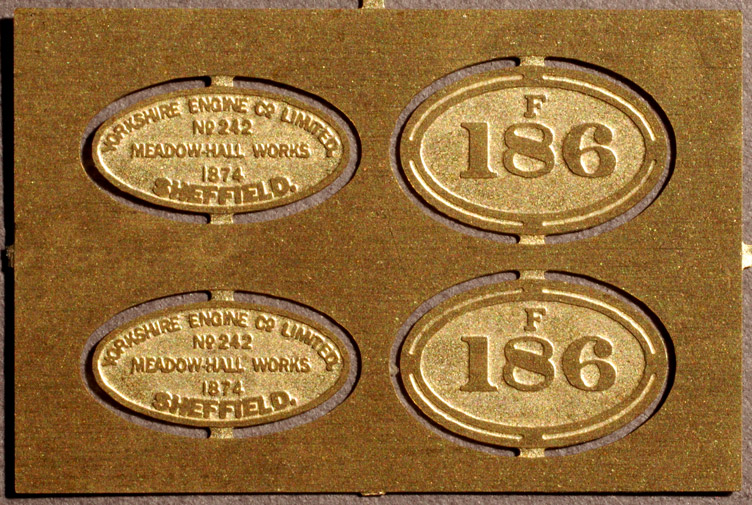 YORKSHIRE ENGINE Co LIMITED.
No 242
MEADOW-HALL WORKS
1874
SHEFFIELD.
F
186
YORKSHIRE ENGINE Co LIMITED.
No 242
MEADOW-HALL WORKS
1874
SHEFFIELD.
F
186